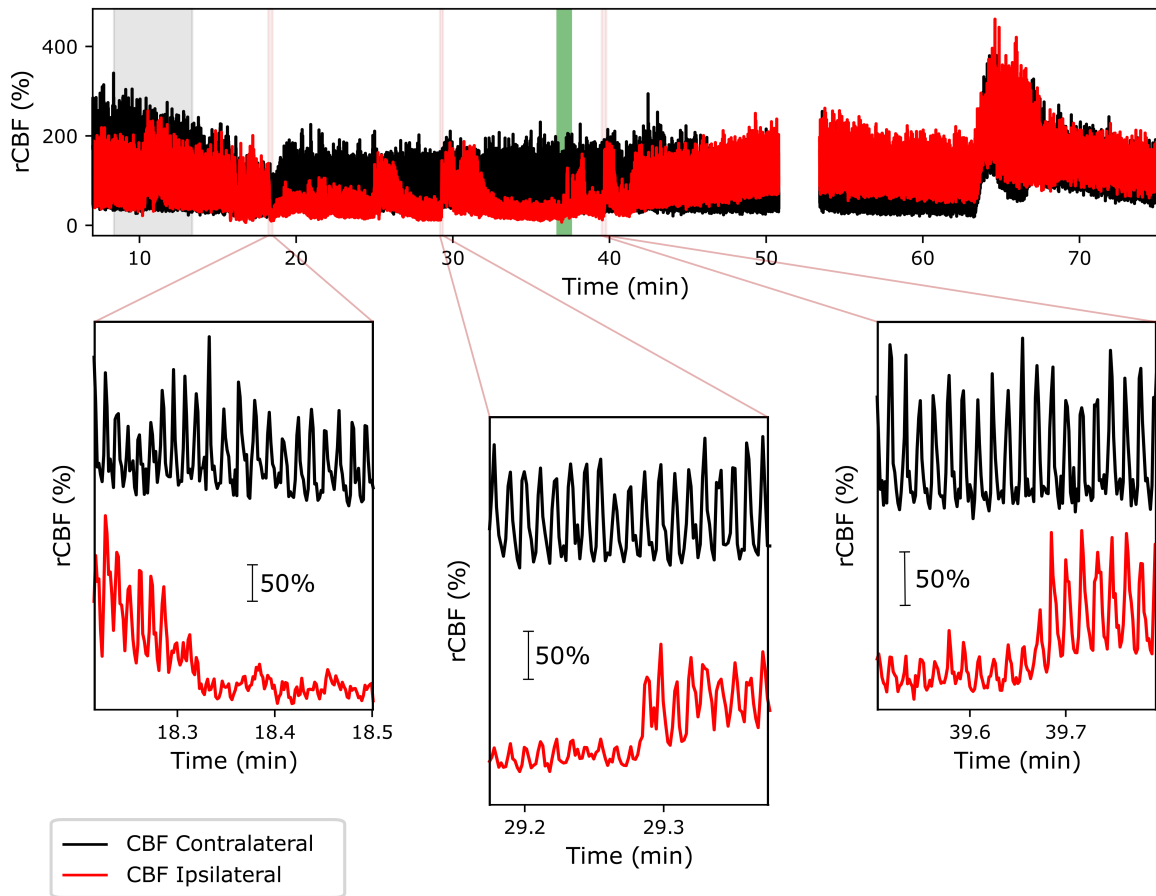 rCBF (%)
400
200
0
10 20 30 40 50 60 70
Time (min)
rCBF (%)
50%
18.3 18.4 18.5
Time (min)
rCBF (%)
50%
29.2 29.3
Time (min)
rCBF (%)
50%
39.6 39.7
Time (min)
CBF Contralateral
CBF Ipsilateral